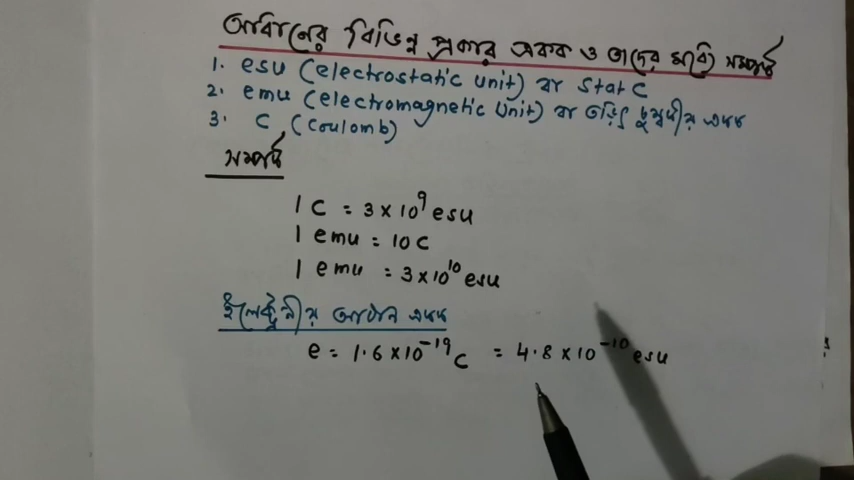 আধানের বিভিন্ন প্রকার একক ও তাদের মধ্যে সম্পর্ক
1. esu (electrostatic unit) বা Stat C
2. emu (electromagnetic unit) বা তড়িৎ চুম্বকীয় একক
3. C (Coulomb)
সম্পর্ক
1 C = 3 × 10⁹ esu
1 emu = 10C
1 emu = 3×10¹⁰ esu
ইলেকট্রনীয় আধান একক
e = 1.6 × 10⁻¹⁹ C = 4.8 × 10⁻¹⁰ esu